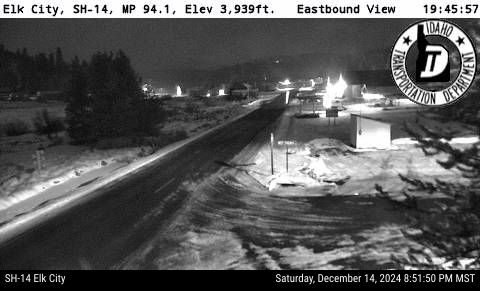 Elk City, SH-14, MP 94.1, Elev 3,939ft. Eastbound View 19:45:57
IDAHO
TRANSPORTATION DEPARTMENT
SH-14 Elk City Saturday, December 14, 2024 8:51:50 PM MST